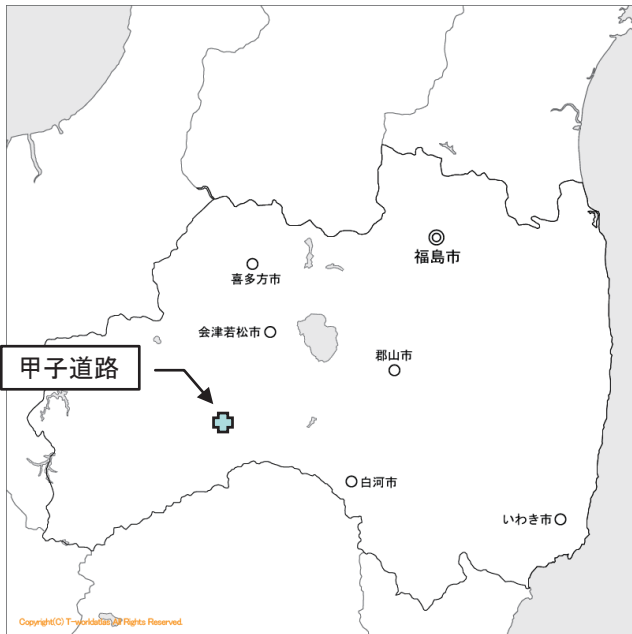 福島市
喜多方市
会津若松市
郡山市
甲子道路
白河市
いわき市
Copyright(C) T-worldatlas All Rights Reserved.